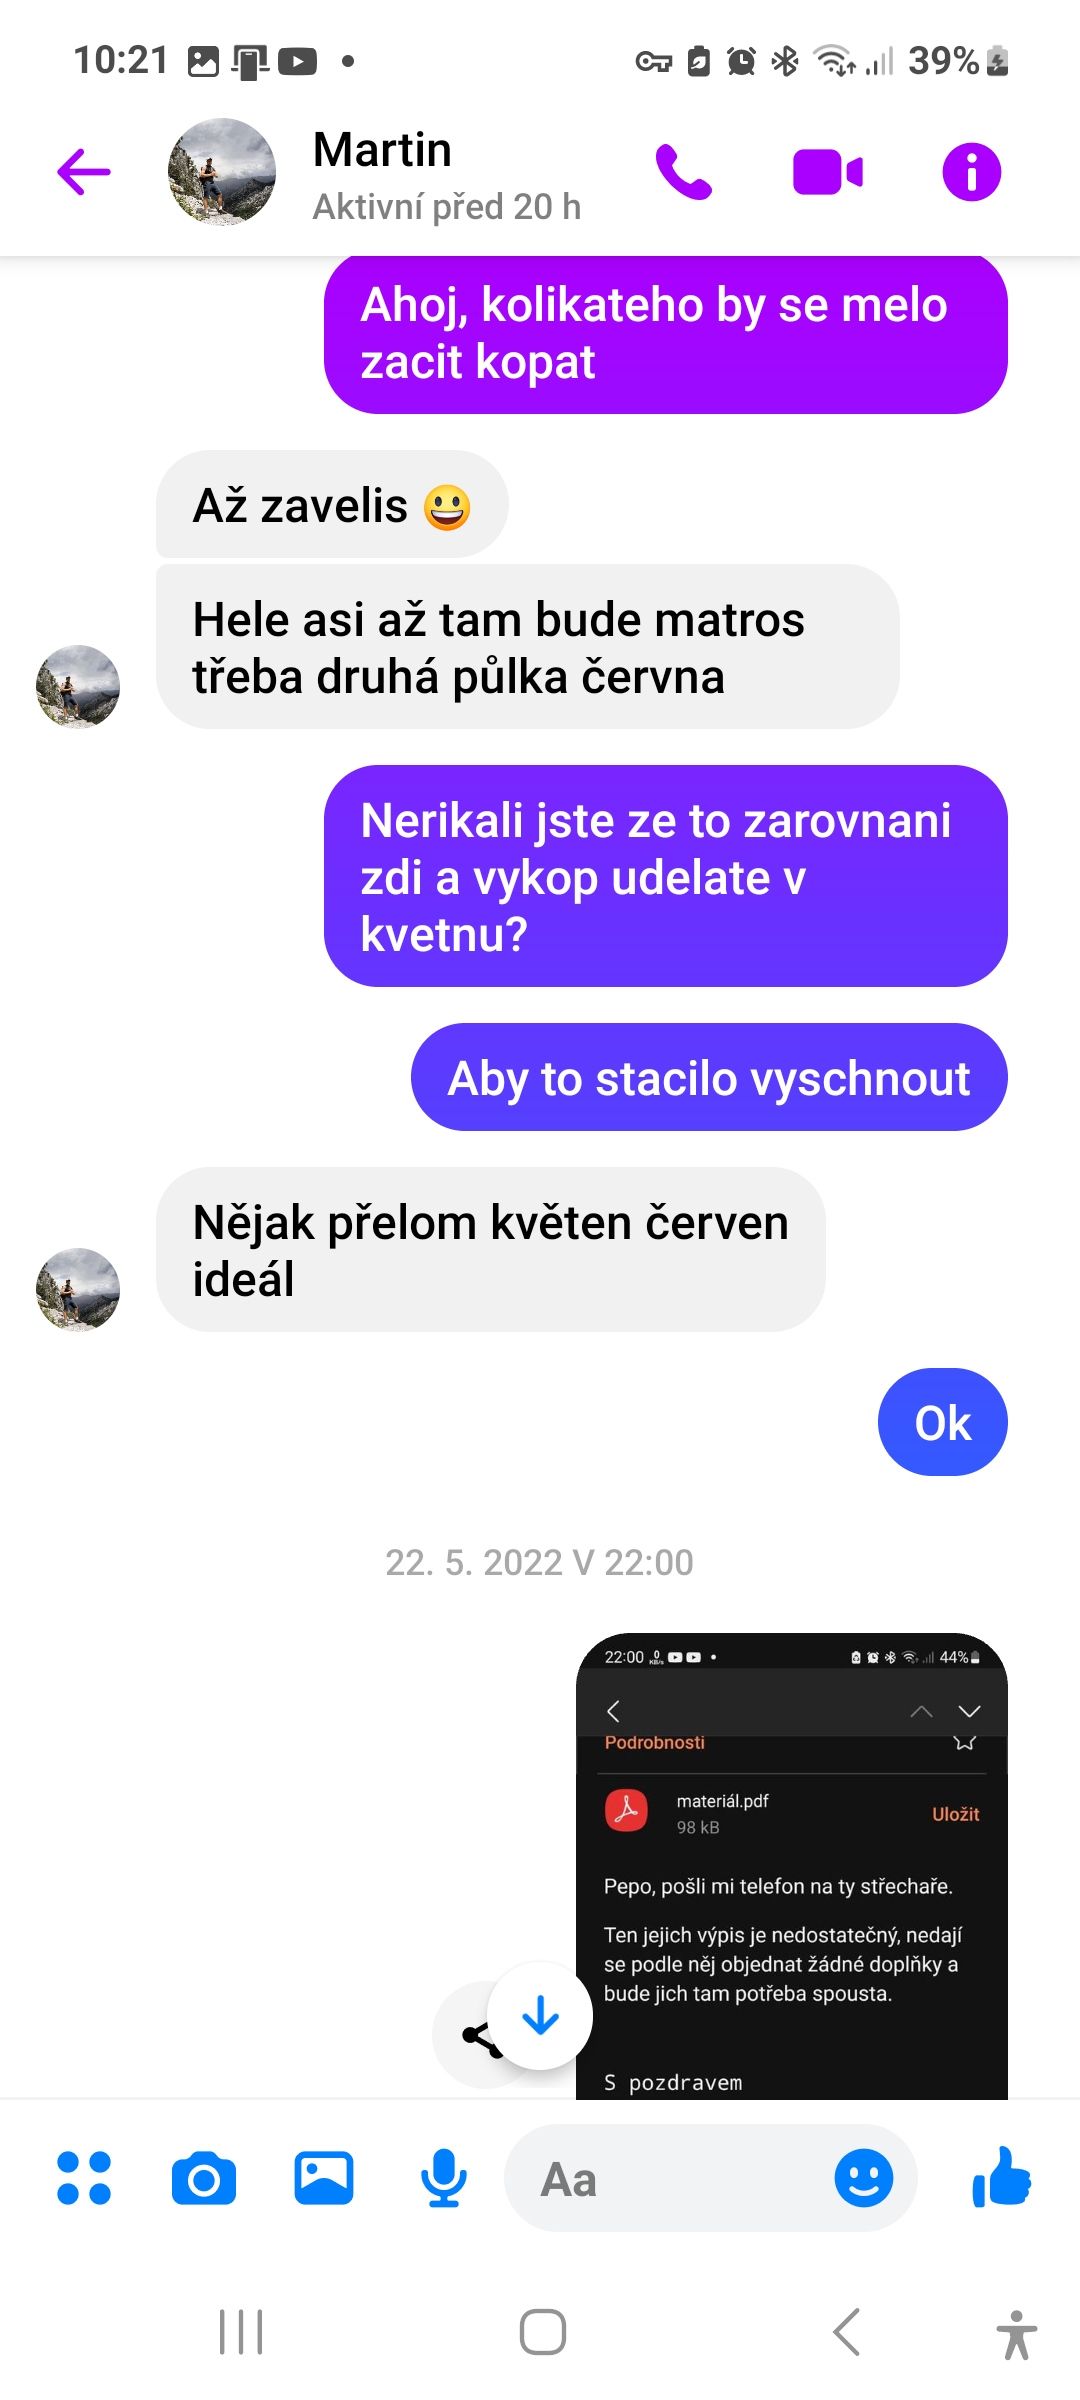 10:21
39%
Martin
Aktivní před 20 h
Ahoj, kolikateho by se melo
zacit kopat
Až zavelis 😃
Hele asi až tam bude matros
třeba druhá půlka června
Nerikali jste ze to zarovnani
zdi a vykop udelate v
kvetnu?
Aby to stacilo vyschnout
Nějak přelom květen červen
ideál
Ok
22. 5. 2022 V 22:00
22:00 0 KB/s 44%
Podrobnosti
materiál.pdf
98 kB
Uložit
Pepo, pošli mi telefon na ty střechaře.
Ten jejich výpis je nedostatečný, nedají
se podle něj objednat žádné doplňky a
bude jich tam potřeba spousta.
S pozdravem
Aa